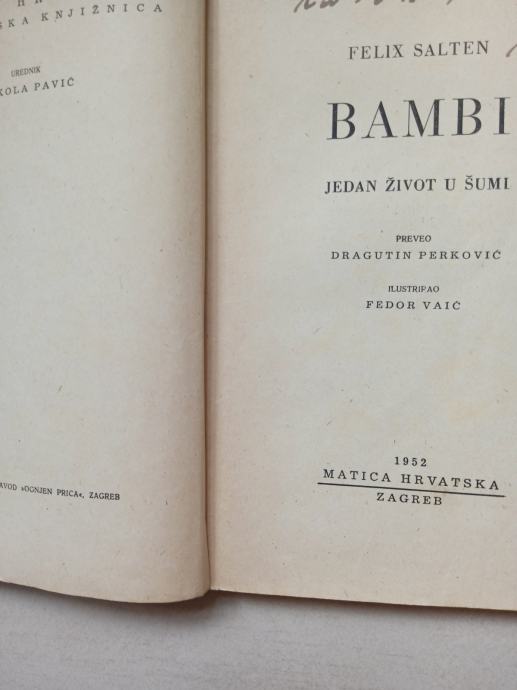 SKA KNJIŽNICA
UREDNIK
KOLA PAVIĆ
AVOD »OGNJEN PRICA«, ZAGREB
FELIX SALTEN
BAMBI
JEDAN ŽIVOT U ŠUMI
PREVEO
DRAGUTIN PERKOVIĆ
ILUSTRIRAO
FEDOR VAIĆ
1952
MATICA HRVATSKA
ZAGREB